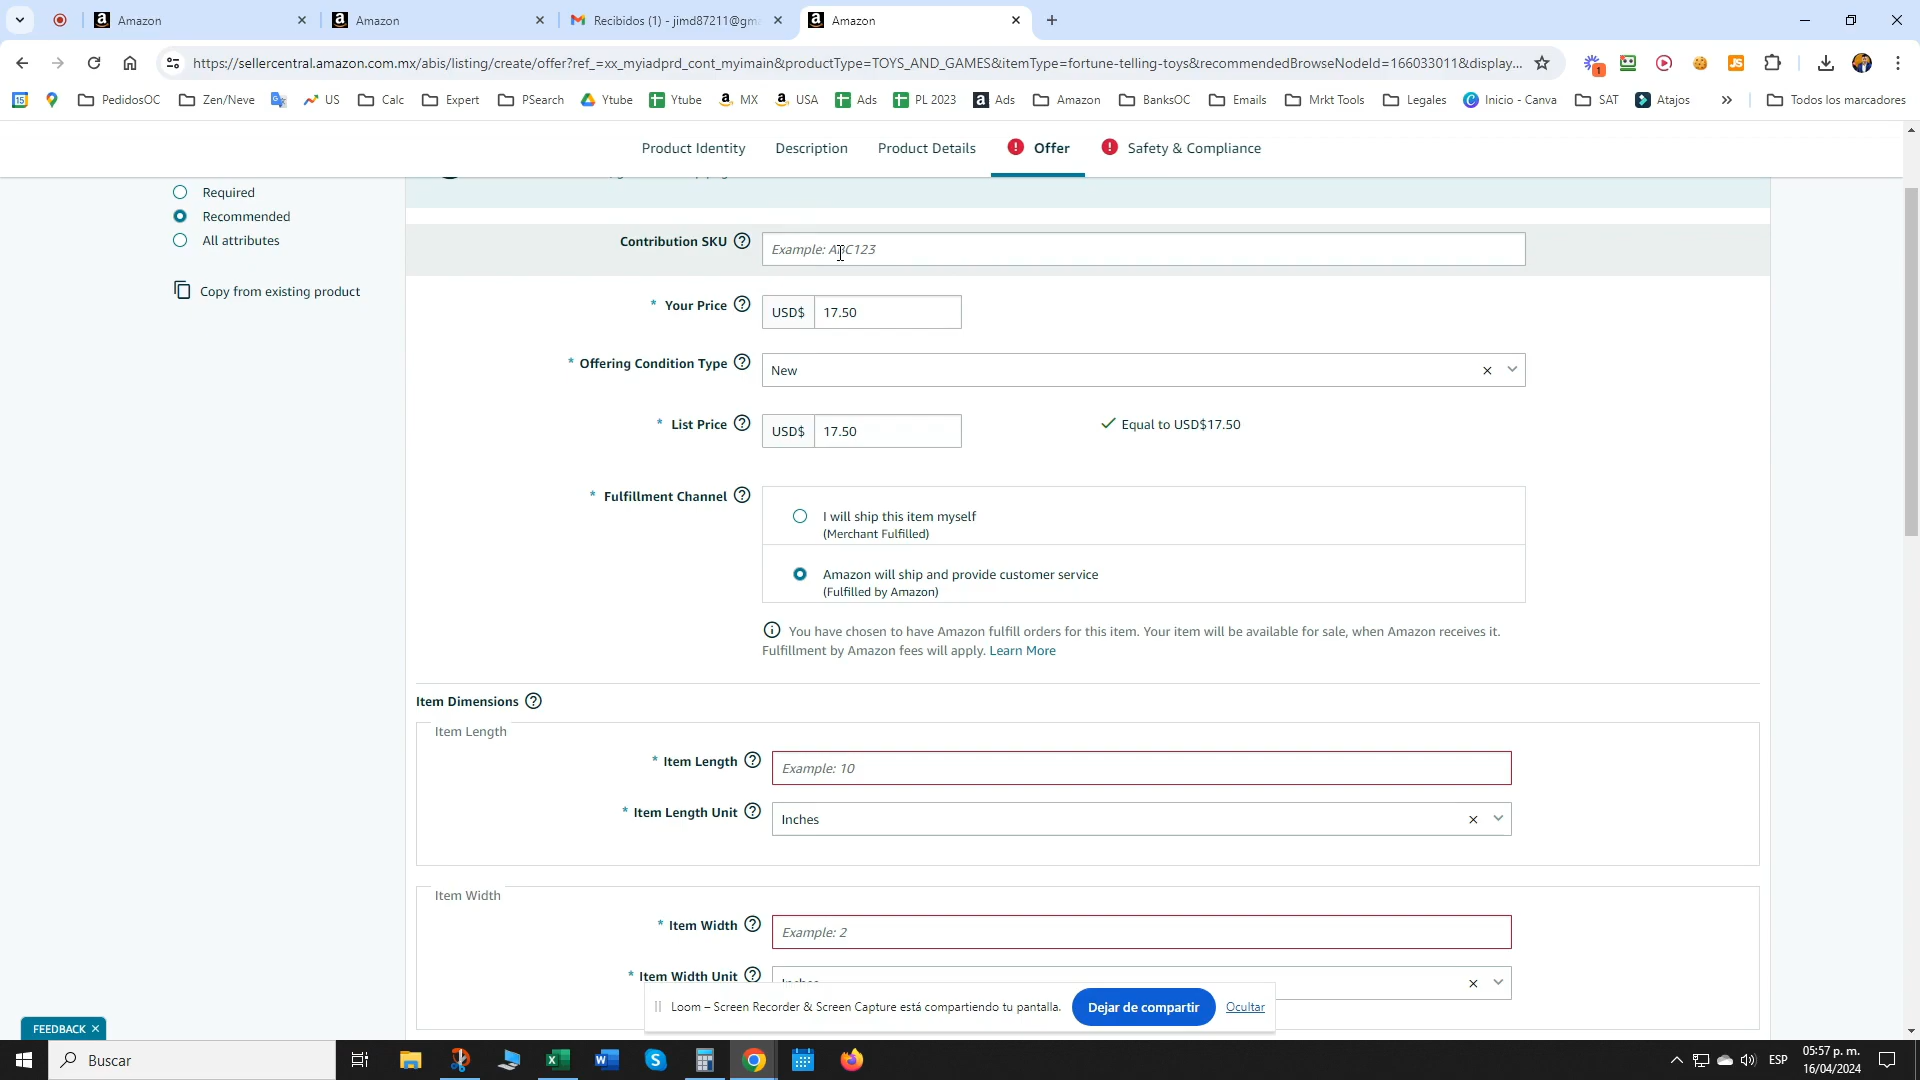 Amazon
Amazon
Recibidos (1) - jimd87211@gm
Amazon
https://sellercentral.amazon.com.mx/abis/listing/create/offer?ref_=xx_myiadprd_cont_myimain&productType=TOYS_AND_GAMES&itemType=fortune-telling-toys&recommendedBrowseNodeId=166033011&display...
PedidosOC
Zen/Neve
US
Calc
Expert
PSearch
Ytube
Ytube
MX
USA
Ads
PL 2023
Ads
Amazon
BanksOC
Emails
Mrkt Tools
Legales
Inicio - Canva
SAT
Atajos
»
Todos los marcadores
Product Identity
Description
Product Details
Offer
Safety & Compliance
Required
Recommended
All attributes
Copy from existing product
Contribution SKU
Example: ABC123
* Your Price
USD$
17.50
* Offering Condition Type
New
* List Price
USD$
17.50
Equal to USD$17.50
* Fulfillment Channel
I will ship this item myself
(Merchant Fulfilled)
Amazon will ship and provide customer service
(Fulfilled by Amazon)
You have chosen to have Amazon fulfill orders for this item. Your item will be available for sale, when Amazon receives it.
Fulfillment by Amazon fees will apply. Learn More
Item Dimensions
Item Length
* Item Length
Example: 10
* Item Length Unit
Inches
Item Width
* Item Width
Example: 2
* Item Width Unit
Loom – Screen Recorder & Screen Capture está compartiendo tu pantalla.
Dejar de compartir
Ocultar
FEEDBACK
Buscar
ESP
05:57 p. m.
16/04/2024